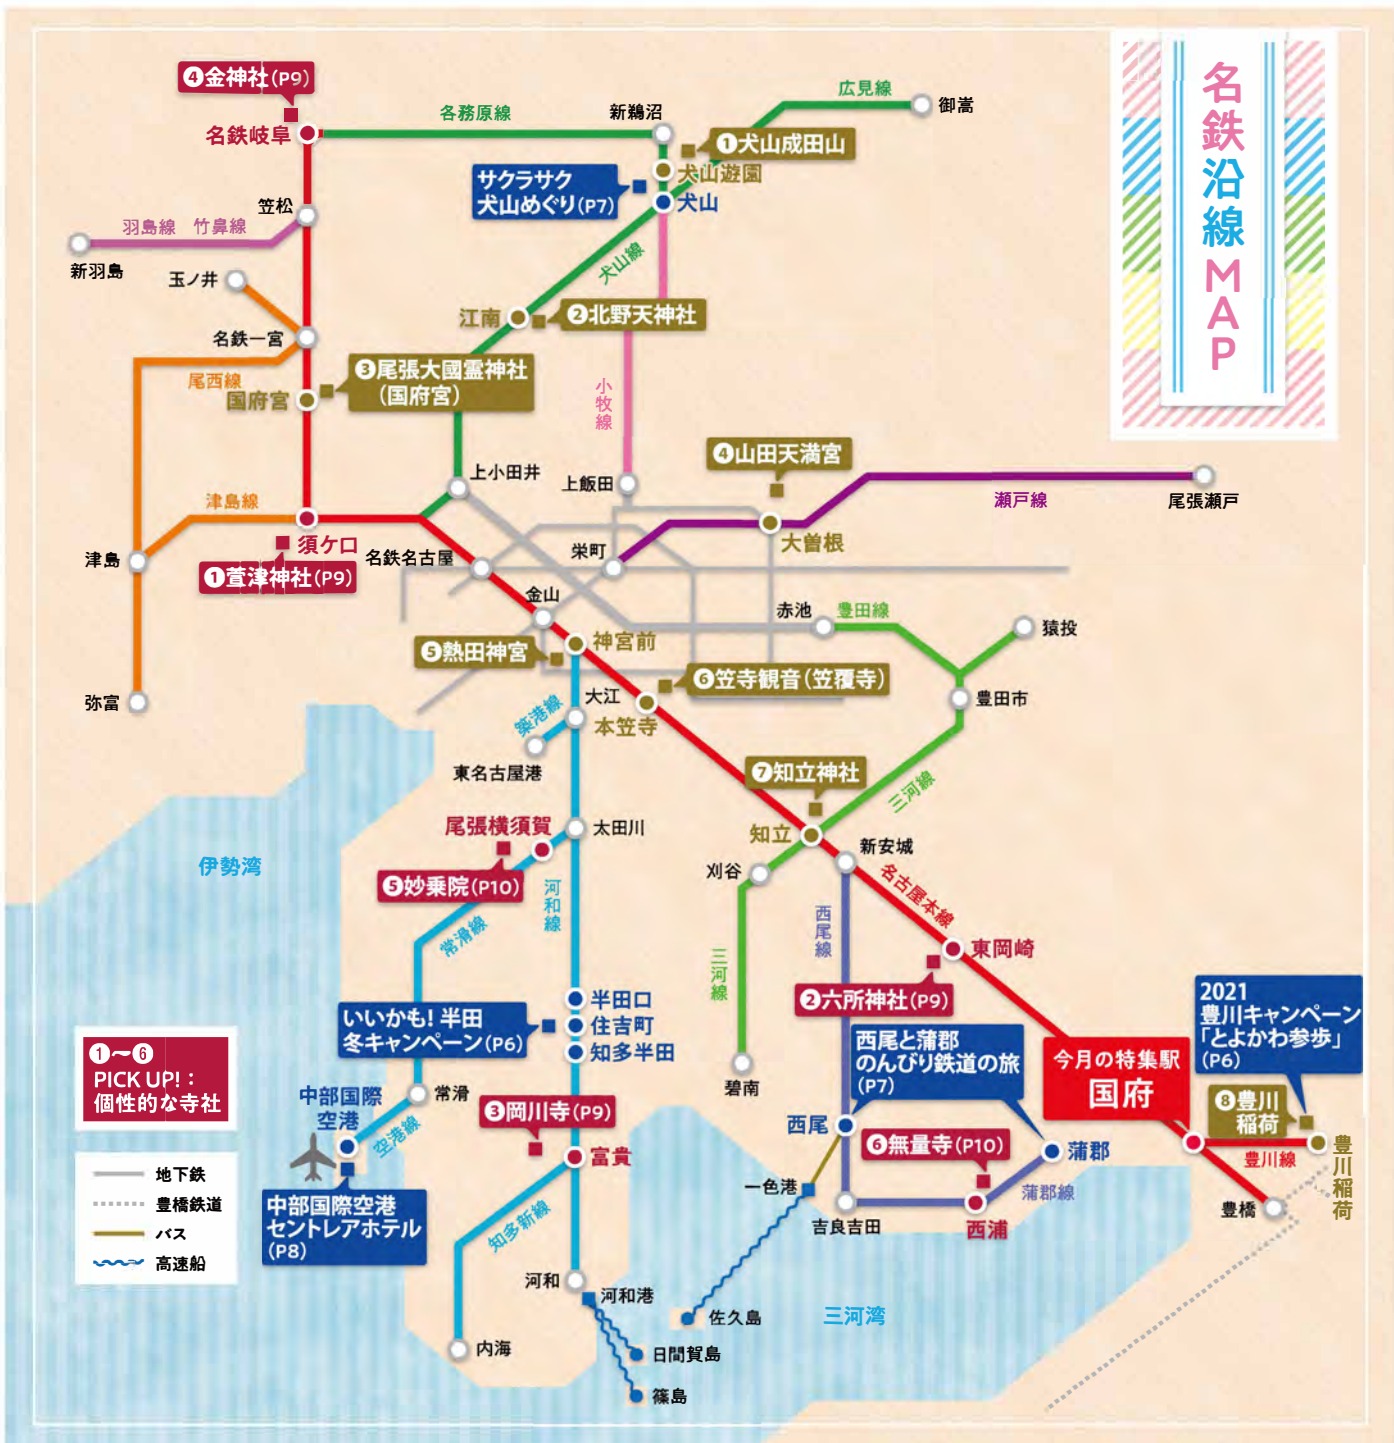 名鉄沿線MAP
❹金神社(P9)
名鉄岐阜
各務原線
新鵜沼
広見線
御嵩
❶犬山成田山
犬山遊園
サクラサク
犬山めぐり(P7)
犬山
笠松
羽島線 竹鼻線
新羽島
玉ノ井
犬山線
名鉄一宮
江南
❷北野天神社
尾西線
国府宮
❸尾張大國霊神社
(国府宮)
小牧線
上小田井
上飯田
❹山田天満宮
瀬戸線
尾張瀬戸
津島線
須ケ口
大曽根
栄町
名鉄名古屋
津島
❶萱津神社(P9)
金山
赤池
豊田線
猿投
神宮前
❺熱田神宮
❻笠寺観音(笠覆寺)
弥富
大江
本笠寺
豊田市
築港線
東名古屋港
❼知立神社
三河線
尾張横須賀
太田川
知立
新安城
伊勢湾
刈谷
❺妙乗院(P10)
河和線
名古屋本線
常滑線
西尾線
三河線
東岡崎
❷六所神社(P9)
半田口
住吉町
知多半田
いいかも! 半田
冬キャンペーン(P6)
2021
豊川キャンペーン
「とよかわ参歩」
(P6)
西尾と蒲郡
のんびり鉄道の旅
(P7)
今月の特集駅
国府
❶〜❻
PICK UP!:
個性的な寺社
中部国際
空港
常滑
碧南
❸岡川寺(P9)
❽豊川
稲荷
空港線
西尾
❻無量寺(P10)
蒲郡
豊川線
豊川稲荷
富貴
地下鉄
豊橋鉄道
バス
高速船
中部国際空港
セントレアホテル
(P8)
一色港
蒲郡線
豊橋
吉良吉田
西浦
知多新線
河和
河和港
佐久島
三河湾
内海
日間賀島
篠島